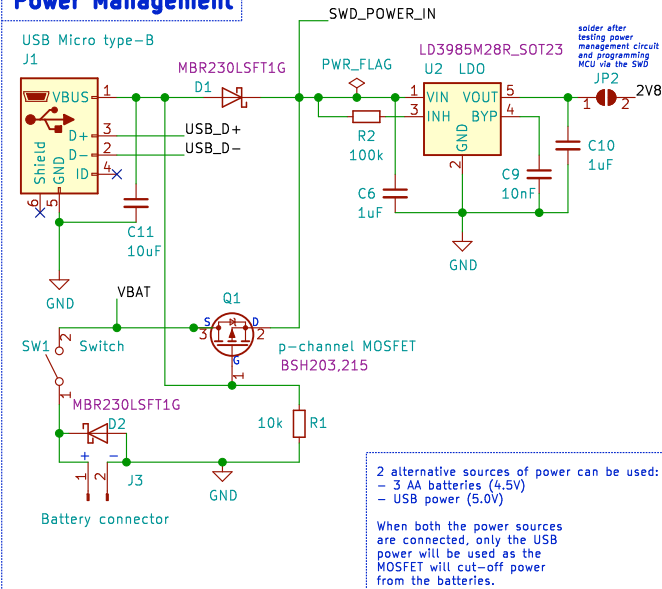 Power Management
SWD_POWER_IN
solder after
testing power
management circuit
and programming
MCU via the SWD
USB Micro type-B
J1
MBR230LSFT1G
D1
PWR_FLAG
LD3985M28R_SOT23
U2 LDO
JP2
VBUS 1
D+ 3
D- 2
ID 4
Shield
GND
6
5
USB_D+
USB_D-
R2
100k
1 VIN
3 INH
VOUT 5
BYP 4
GND
2
1
2
2V8
C10
1uF
C9
10nF
C6
1uF
C11
10uF
GND
GND
VBAT
Q1
S
D
3
2
G
1
p-channel MOSFET
BSH203,215
SW1
2
Switch
1
MBR230LSFT1G
D2
10k R1
+ -
1
2
J3
GND
Battery connector
2 alternative sources of power can be used:
- 3 AA batteries (4.5V)
- USB power (5.0V)
When both the power sources
are connected, only the USB
power will be used as the
MOSFET will cut-off power
from the batteries.